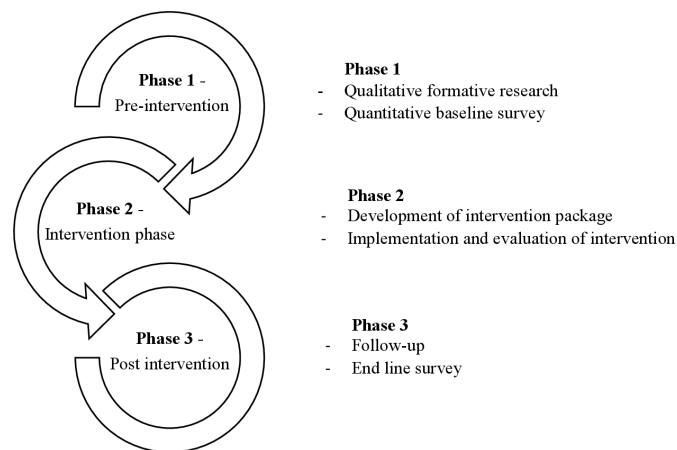 Phase 1 -
Pre-intervention
Phase 1
- Qualitative formative research
- Quantitative baseline survey
Phase 2 -
Intervention phase
Phase 2
- Development of intervention package
- Implementation and evaluation of intervention
Phase 3 -
Post intervention
Phase 3
- Follow-up
- End line survey